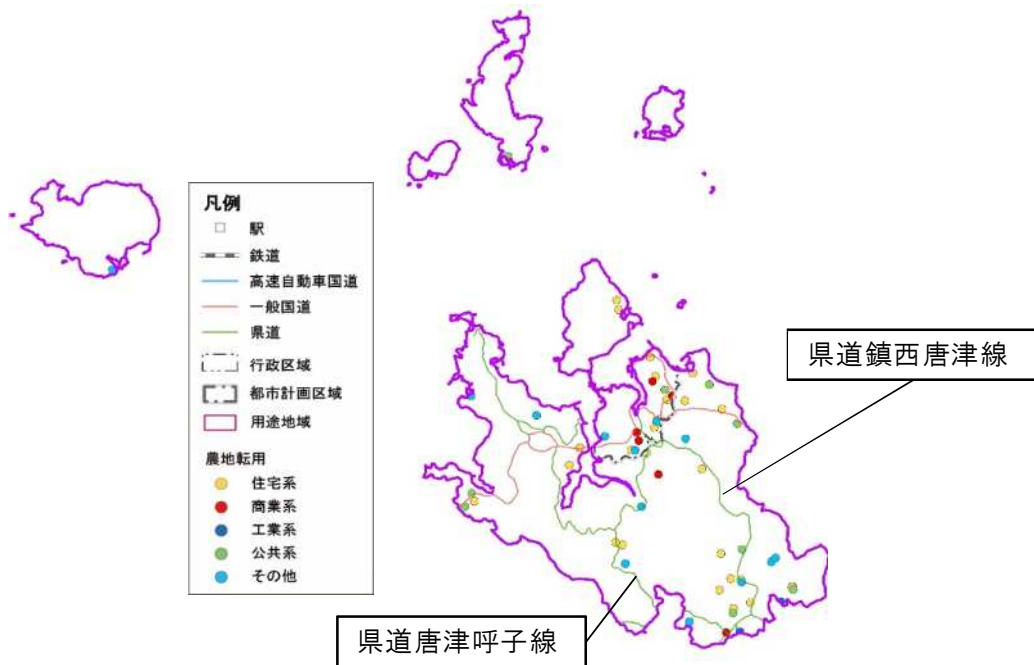 凡例
駅
鉄道
高速自動車国道
一般国道
県道
行政区域
都市計画区域
用途地域
農地転用
住宅系
商業系
工業系
公共系
その他
県道鎮西唐津線
県道唐津呼子線